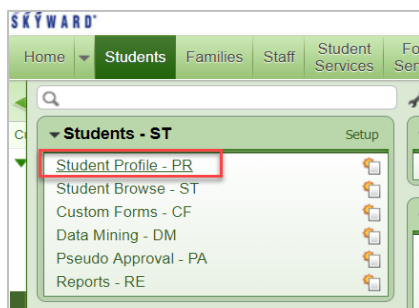 SKYWARD
Home Students Families Staff Student Services
Students - ST Setup
Student Profile - PR
Student Browse - ST
Custom Forms - CF
Data Mining - DM
Pseudo Approval - PA
Reports - RE